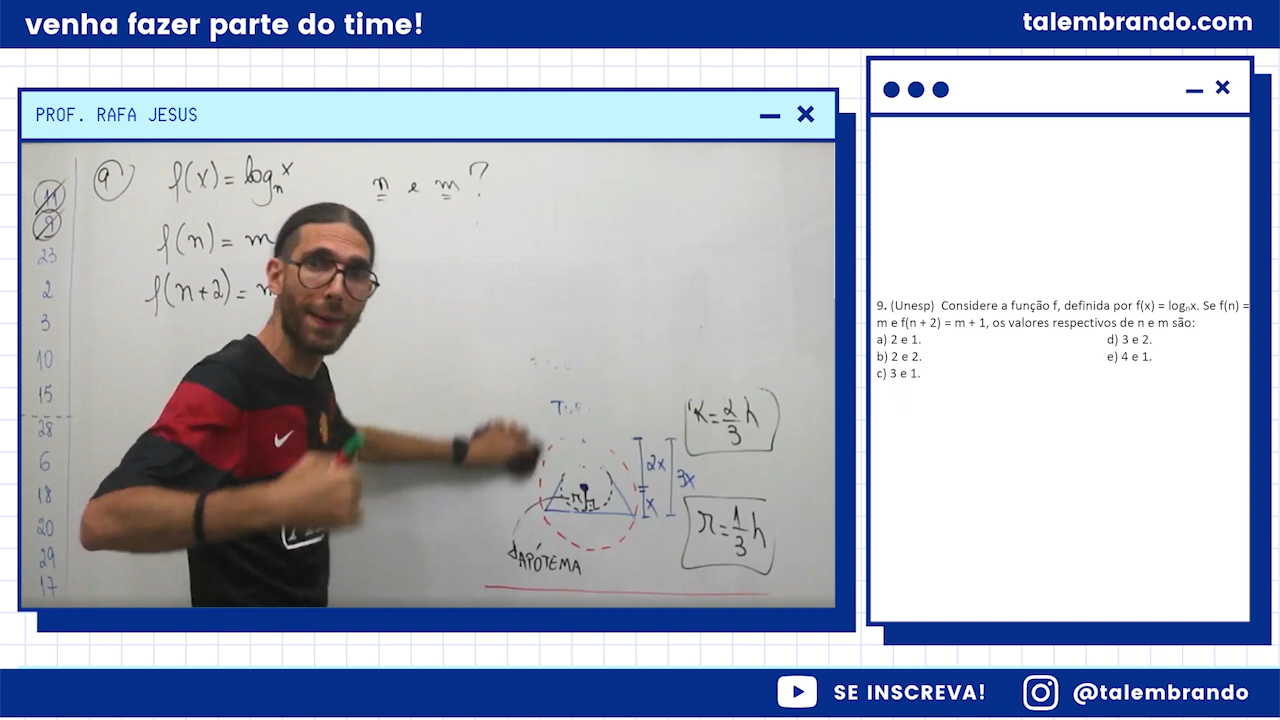 venha fazer parte do time!
talembrando.com
PROF. RAFA JESUS
9
f(x) = logₙx
n e m ?
f(n) = m
f(n+2) =
11
9
23
2
3
10
15
28
6
18
20
29
17
R = 2/3 h
2x
3x
x
r
r = 1/3 h
APÓTEMA
9. (Unesp) Considere a função f, definida por f(x) = logₙx. Se f(n) =
m e f(n + 2) = m + 1, os valores respectivos de n e m são:
a) 2 e 1. d) 3 e 2.
b) 2 e 2. e) 4 e 1.
c) 3 e 1.
SE INSCREVA!
@talembrando